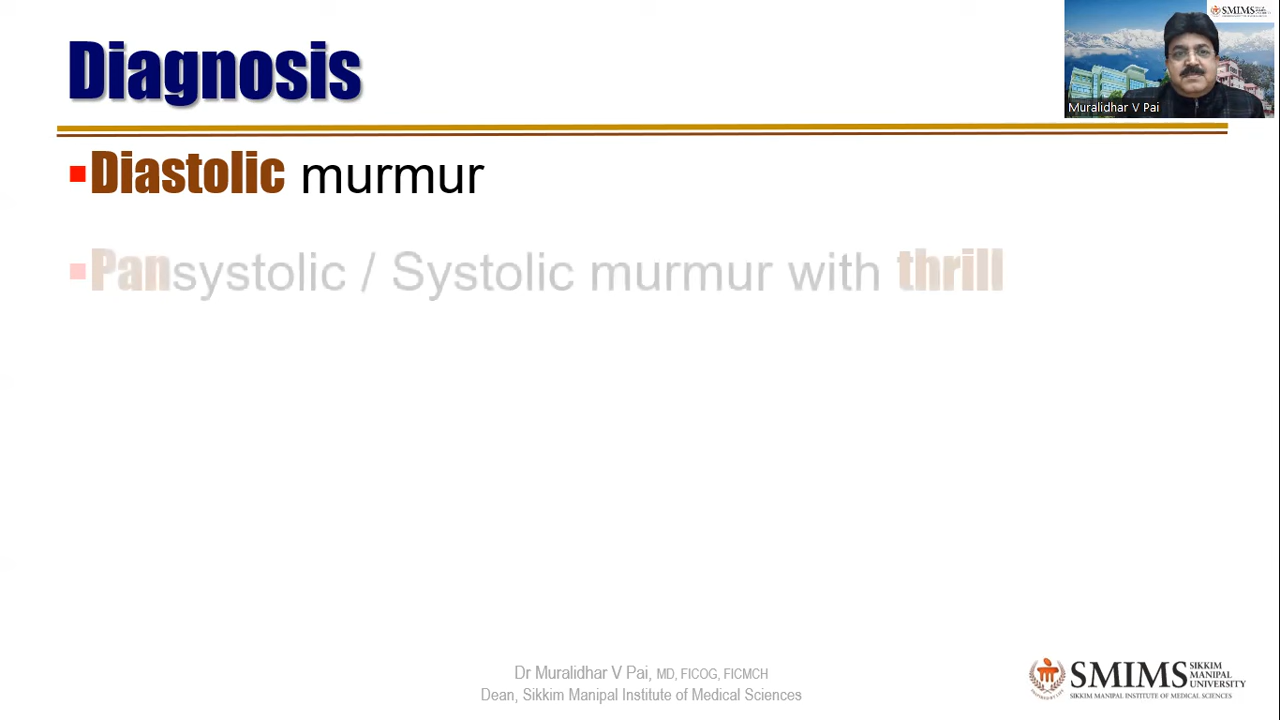 SMIMS
Diagnosis
Muralidhar V Pai
Diastolic murmur
Pansystolic / Systolic murmur with thrill
Dr Muralidhar V Pai, MD, FICOG, FICMCH
Dean, Sikkim Manipal Institute of Medical Sciences
SMIMS SIKKIM MANIPAL UNIVERSITY
SIKKIM MANIPAL INSTITUTE OF MEDICAL SCIENCES